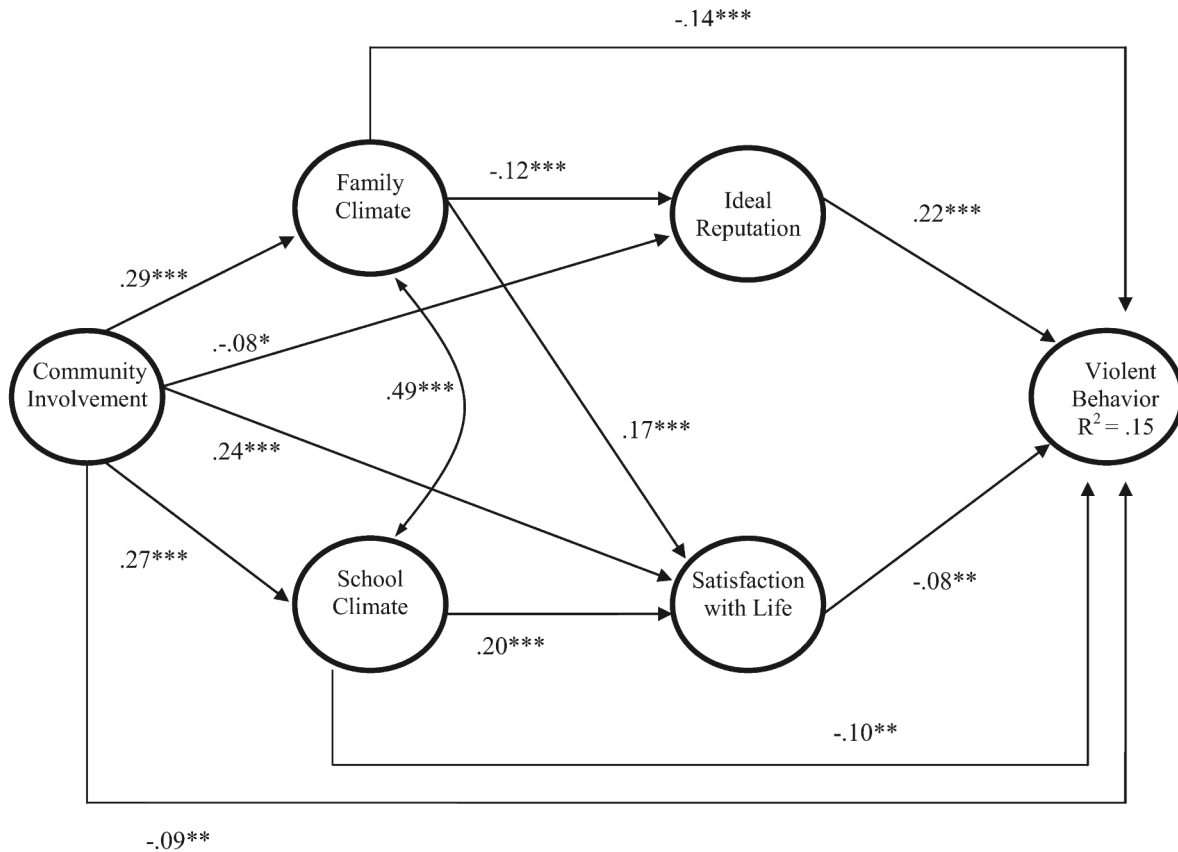 -.14***
Family
Climate
-.12***
Ideal
Reputation
.22***
.29***
.-.08*
Community
Involvement
.49***
Violent
Behavior
R² = .15
.24***
.17***
.27***
School
Climate
Satisfaction
with Life
-.08**
.20***
-.10**
-.09**